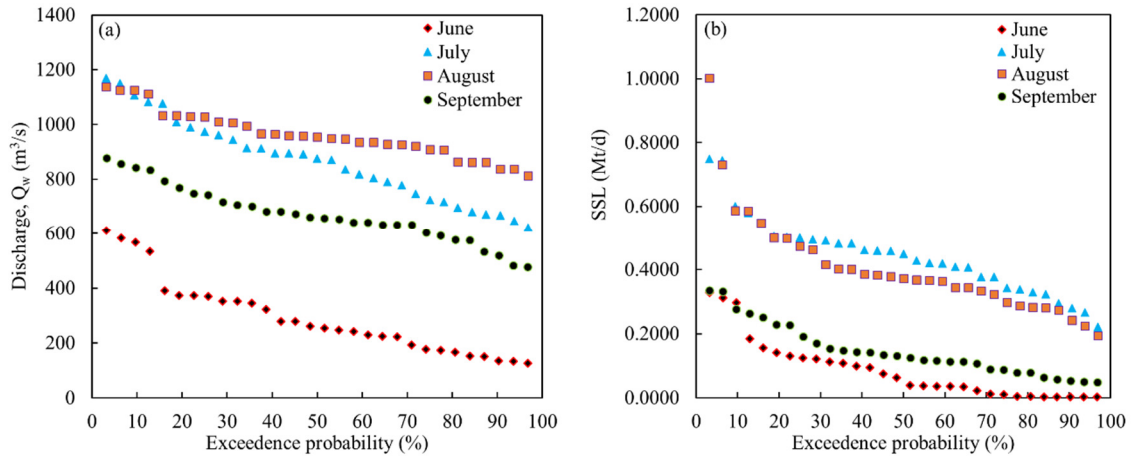 (a)
June
July
August
September
1400
1200
1000
800
600
400
200
0
Discharge, Q_w (m³/s)
0 10 20 30 40 50 60 70 80 90 100
Exceedence probability (%)
(b)
June
July
August
September
1.2000
1.0000
0.8000
0.6000
0.4000
0.2000
0.0000
SSL (Mt/d)
0 10 20 30 40 50 60 70 80 90 100
Exceedence probability (%)